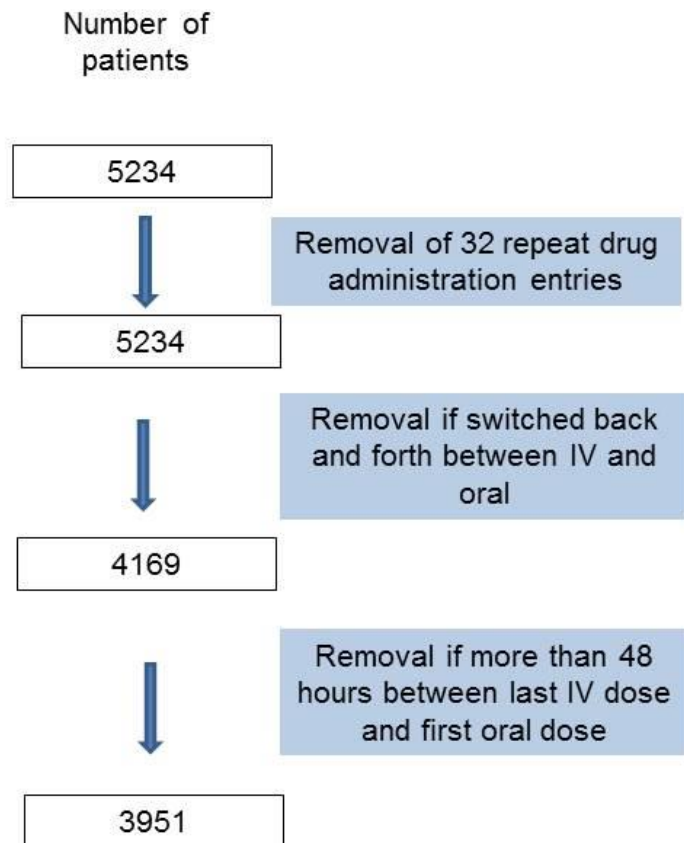 Number of
patients
5234
Removal of 32 repeat drug
administration entries
5234
Removal if switched back
and forth between IV and
oral
4169
Removal if more than 48
hours between last IV dose
and first oral dose
3951